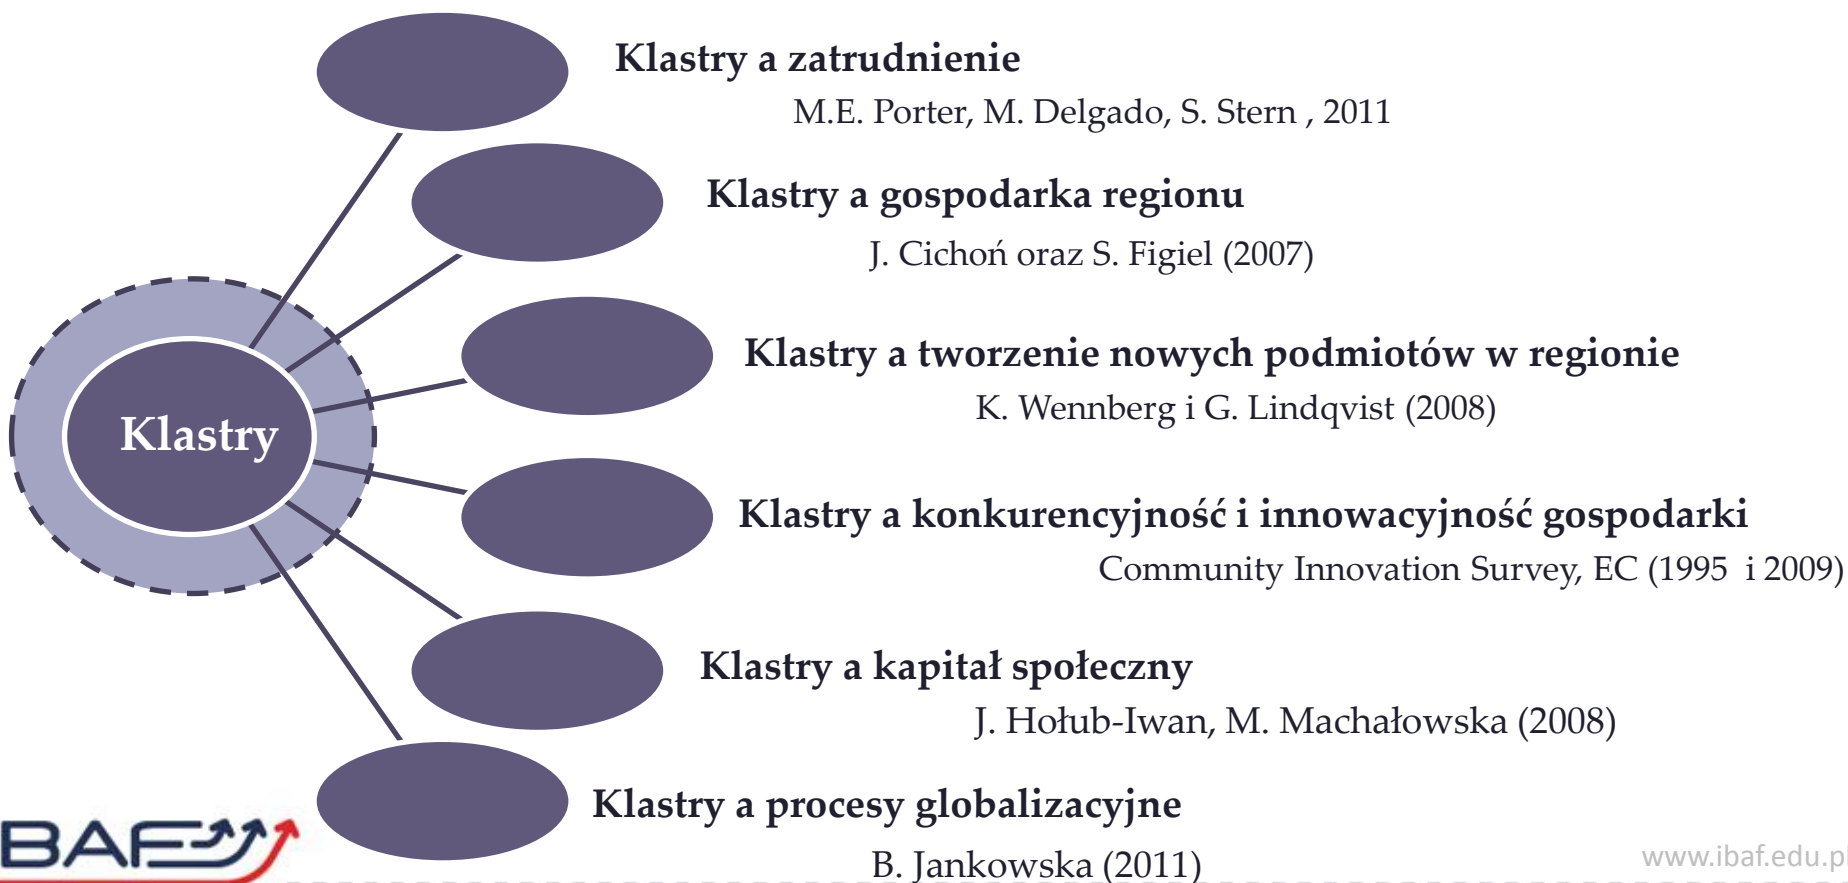 Klastry a zatrudnienie
M.E. Porter, M. Delgado, S. Stern , 2011
Klastry a gospodarka regionu
J. Cichoń oraz S. Figiel (2007)
Klastry a tworzenie nowych podmiotów w regionie
K. Wennberg i G. Lindqvist (2008)
Klastry
Klastry a konkurencyjność i innowacyjność gospodarki
Community Innovation Survey, EC (1995 i 2009)
Klastry a kapitał społeczny
J. Hołub-Iwan, M. Machałowska (2008)
Klastry a procesy globalizacyjne
B. Jankowska (2011)
BAF
www.ibaf.edu.pl